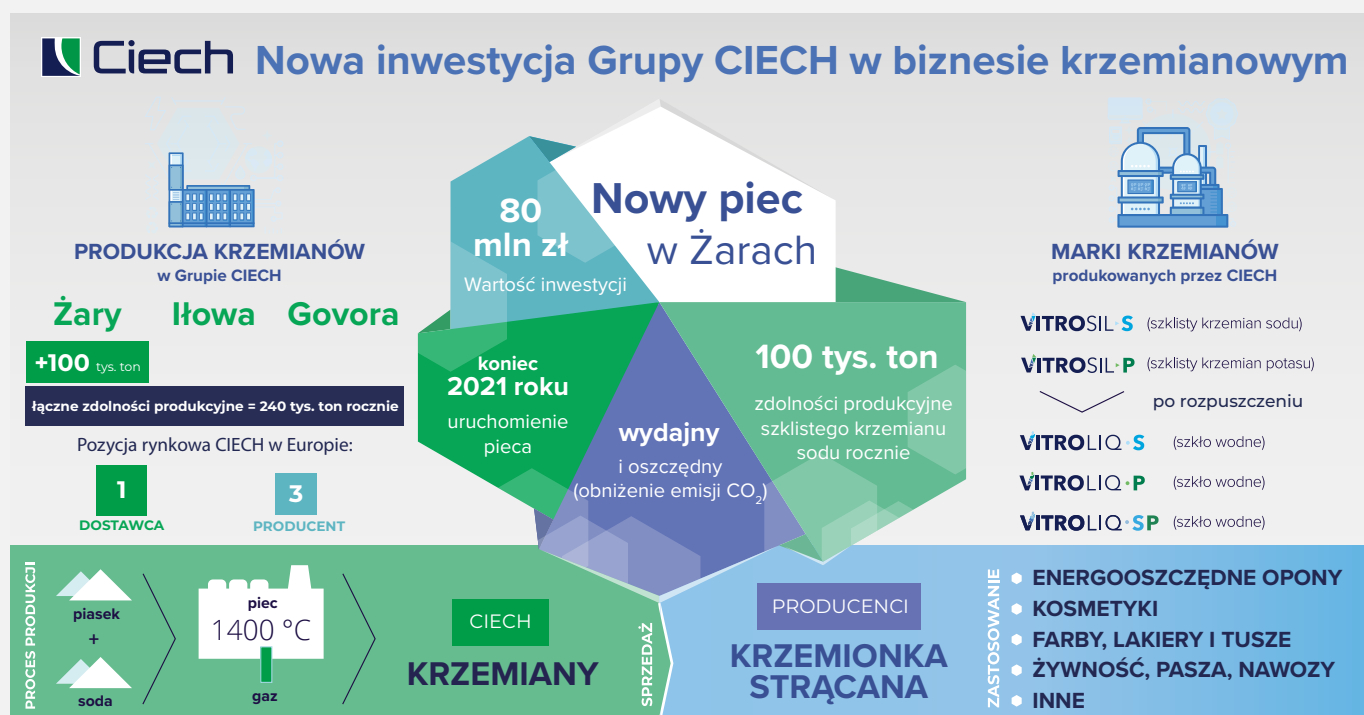 Ciech Nowa inwestycja Grupy CIECH w biznesie krzemianowym
PRODUKCJA KRZEMIANÓW
w Grupie CIECH
Żary Iłowa Govora
+100 tys. ton
łączne zdolności produkcyjne = 240 tys. ton rocznie
Pozycja rynkowa CIECH w Europie:
1
DOSTAWCA
3
PRODUCENT
Nowy piec
w Żarach
80
mln zł
Wartość inwestycji
koniec
2021 roku
uruchomienie
pieca
wydajny
i oszczędny
(obniżenie emisji CO₂)
100 tys. ton
zdolności produkcyjne
szklistego krzemianu
sodu rocznie
MARKI KRZEMIANÓW
produkowanych przez CIECH
VITROSIL·S (szklisty krzemian sodu)
VITROSIL·P (szklisty krzemian potasu)
po rozpuszczeniu
VITROLIQ·S (szkło wodne)
VITROLIQ·P (szkło wodne)
VITROLIQ·SP (szkło wodne)
PROCES PRODUKCJI
piasek
+
soda
piec
1400 °C
gaz
CIECH
KRZEMIANY
SPRZEDAŻ
PRODUCENCI
KRZEMIONKA
STRĄCANA
ZASTOSOWANIE
ENERGOOSZCZĘDNE OPONY
KOSMETYKI
FARBY, LAKIERY I TUSZE
ŻYWNOŚĆ, PASZA, NAWOZY
INNE